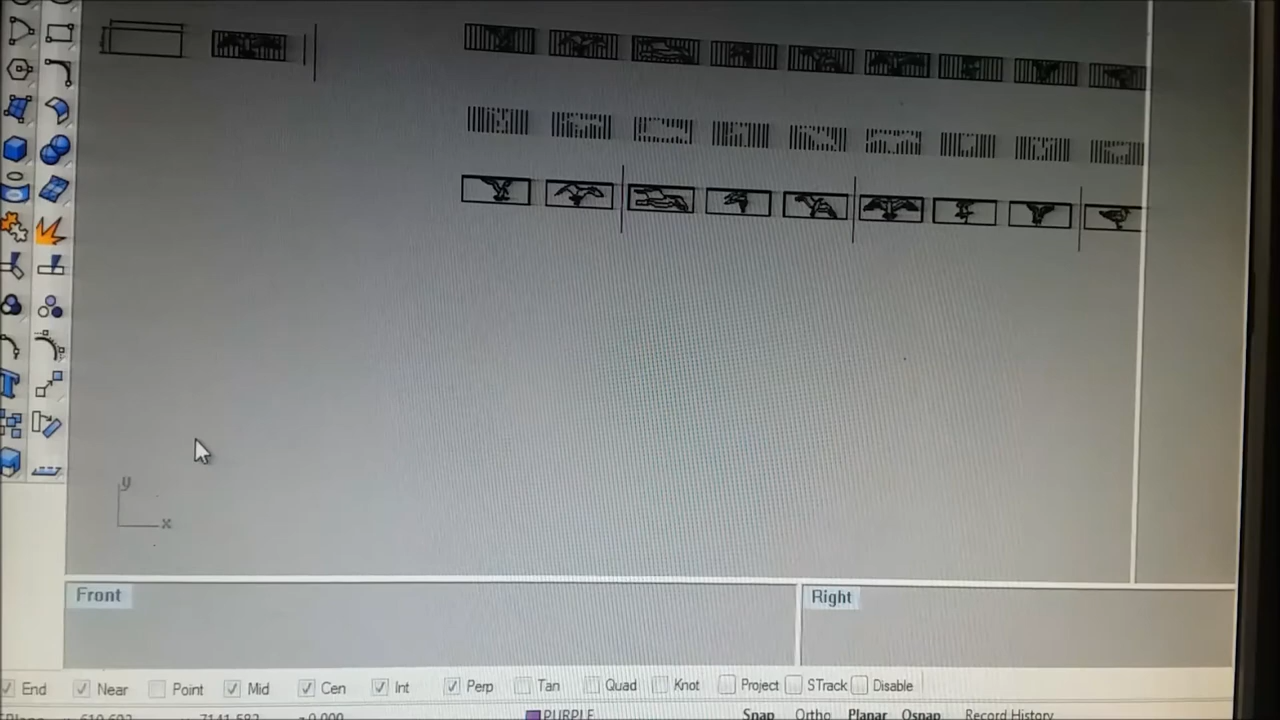 y
x
Front
Right
End Near Point Mid Cen Int Perp Tan Quad Knot Project STrack Disable
PURPLE Snap Ortho Planar Osnap Record History